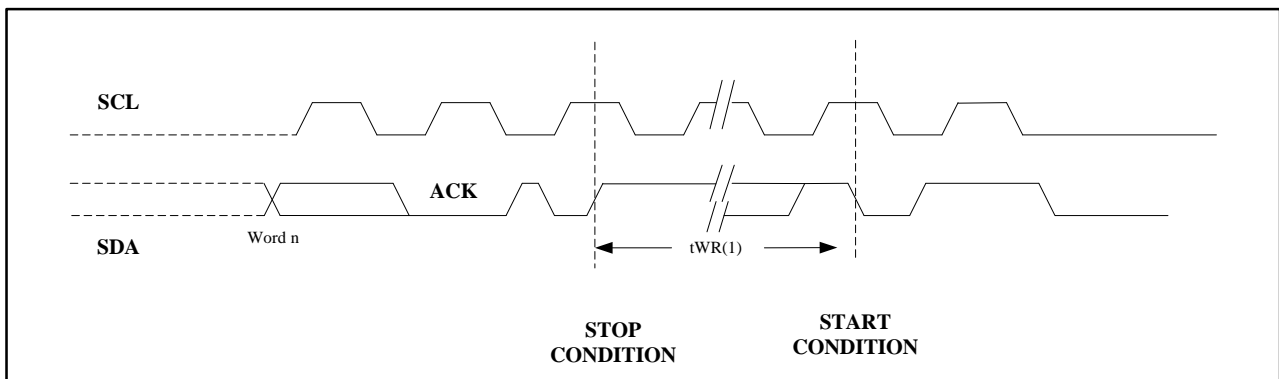 SCL
ACK
Word n
SDA
tWR(1)
STOP
CONDITION
START
CONDITION